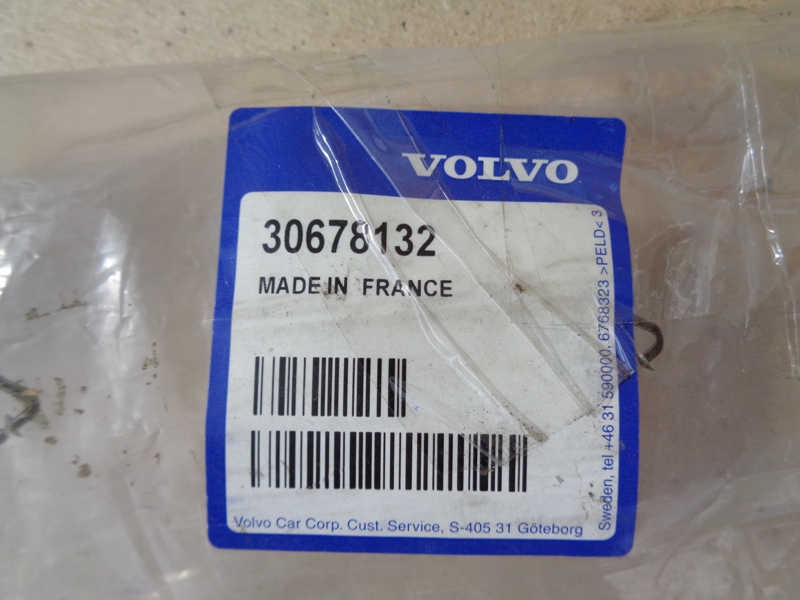 VOLVO
30678132
MADE IN FRANCE
Volvo Car Corp. Cust. Service, S-405 31 Göteborg
Sweden, tel +46 31 590000, 6768323 >PELD< 3